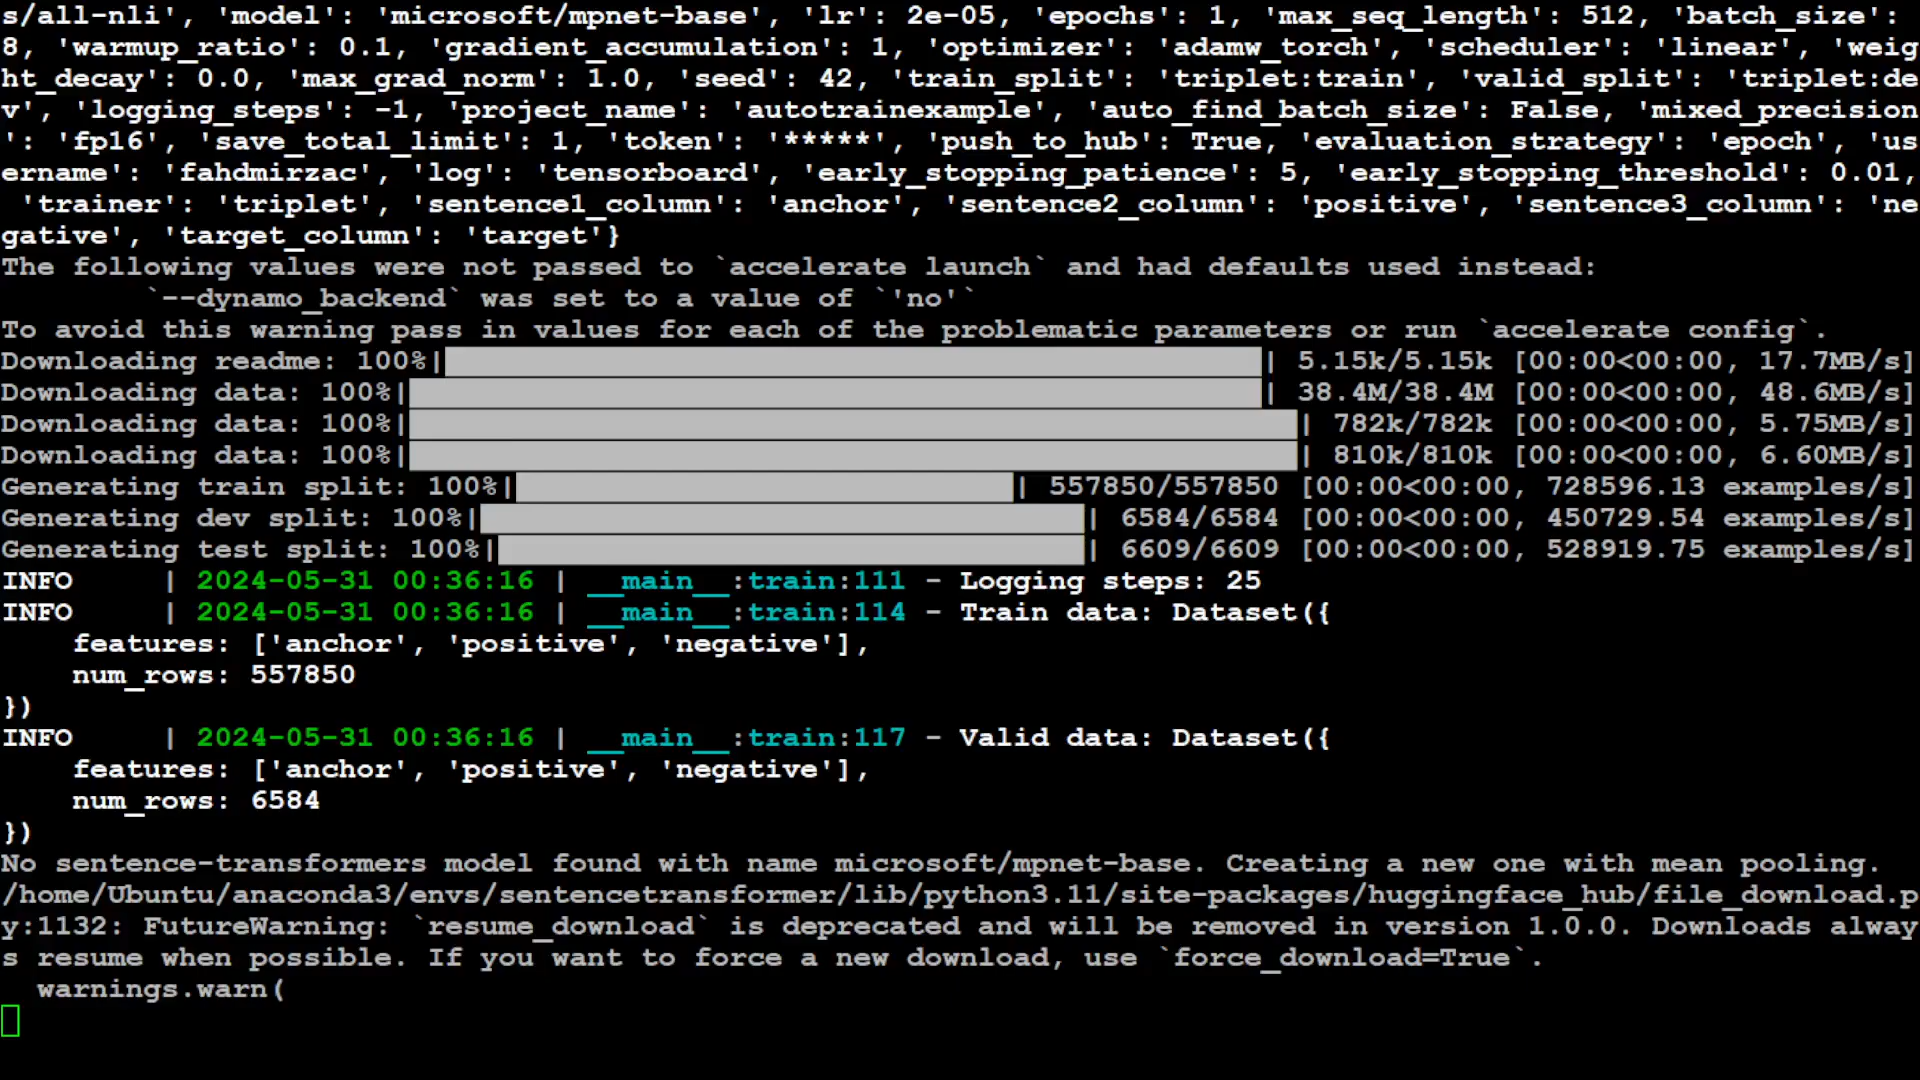 s/all-nli', 'model': 'microsoft/mpnet-base', 'lr': 2e-05, 'epochs': 1, 'max_seq_length': 512, 'batch_size':
8, 'warmup_ratio': 0.1, 'gradient_accumulation': 1, 'optimizer': 'adamw_torch', 'scheduler': 'linear', 'weig
ht_decay': 0.0, 'max_grad_norm': 1.0, 'seed': 42, 'train_split': 'triplet:train', 'valid_split': 'triplet:de
v', 'logging_steps': -1, 'project_name': 'autotrainexample', 'auto_find_batch_size': False, 'mixed_precision
': 'fp16', 'save_total_limit': 1, 'token': '*****', 'push_to_hub': True, 'evaluation_strategy': 'epoch', 'us
ername': 'fahdmirzac', 'log': 'tensorboard', 'early_stopping_patience': 5, 'early_stopping_threshold': 0.01,
 'trainer': 'triplet', 'sentence1_column': 'anchor', 'sentence2_column': 'positive', 'sentence3_column': 'ne
gative', 'target_column': 'target'}
The following values were not passed to `accelerate launch` and had defaults used instead:
        `--dynamo_backend` was set to a value of `'no'`
To avoid this warning pass in values for each of the problematic parameters or run `accelerate config`.
Downloading readme: 100%| | 5.15k/5.15k [00:00<00:00, 17.7MB/s]
Downloading data: 100%| | 38.4M/38.4M [00:00<00:00, 48.6MB/s]
Downloading data: 100%| | 782k/782k [00:00<00:00, 5.75MB/s]
Downloading data: 100%| | 810k/810k [00:00<00:00, 6.60MB/s]
Generating train split: 100%| | 557850/557850 [00:00<00:00, 728596.13 examples/s]
Generating dev split: 100%| | 6584/6584 [00:00<00:00, 450729.54 examples/s]
Generating test split: 100%| | 6609/6609 [00:00<00:00, 528919.75 examples/s]
INFO     | 2024-05-31 00:36:16 | __main__:train:111 - Logging steps: 25
INFO     | 2024-05-31 00:36:16 | __main__:train:114 - Train data: Dataset({
    features: ['anchor', 'positive', 'negative'],
    num_rows: 557850
})
INFO     | 2024-05-31 00:36:16 | __main__:train:117 - Valid data: Dataset({
    features: ['anchor', 'positive', 'negative'],
    num_rows: 6584
})
No sentence-transformers model found with name microsoft/mpnet-base. Creating a new one with mean pooling.
/home/Ubuntu/anaconda3/envs/sentencetransformer/lib/python3.11/site-packages/huggingface_hub/file_download.p
y:1132: FutureWarning: `resume_download` is deprecated and will be removed in version 1.0.0. Downloads alway
s resume when possible. If you want to force a new download, use `force_download=True`.
  warnings.warn(